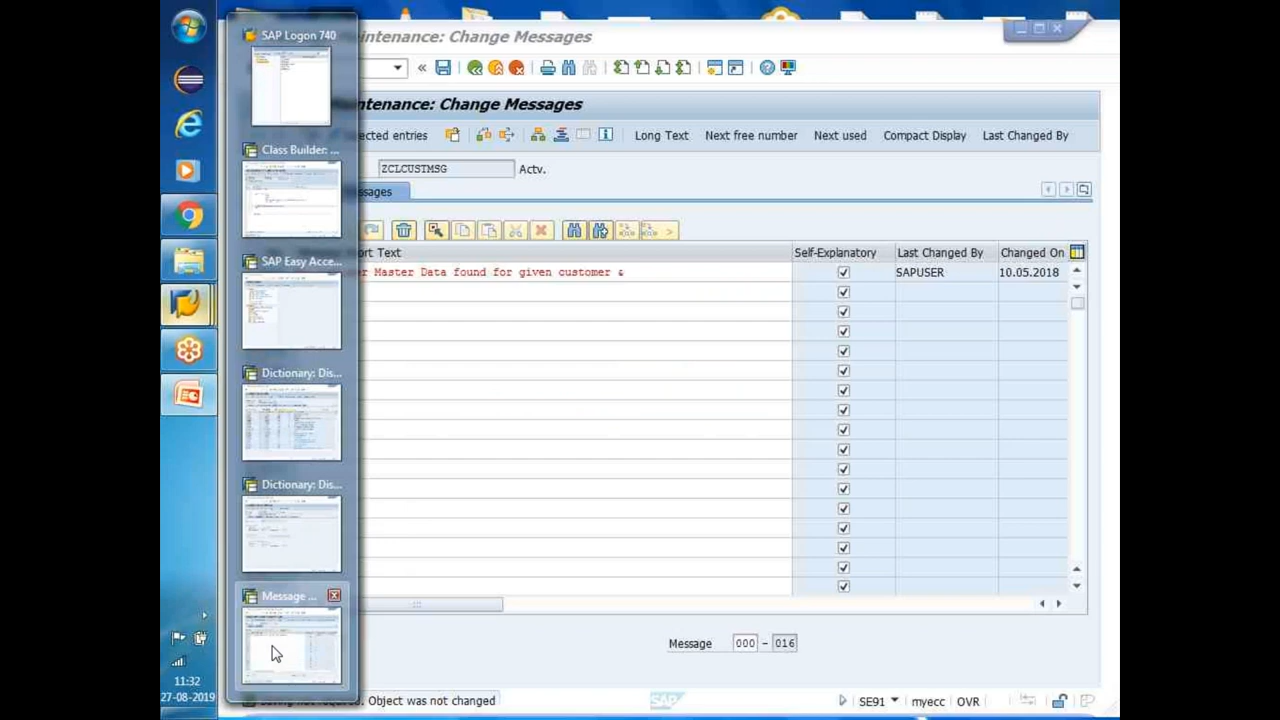 SAP Logon 740
intenance: Change Messages
Class Builder: ...
intenance: Change Messages
elected entries
Long Text
Next free number
Next used
Compact Display
Last Changed By
ZCLCUSTMSG
Actv.
ssages
rt Text
Self-Explanatory
Last Changed By
Changed On
r Master Data found for given customer &
SAPUSER
10.05.2018
SAP Easy Acce...
Dictionary: Dis...
Dictionary: Dis...
Message ...
Message 000 - 016
Object was not changed
SAP
SE91
myecc
OVR
11:32
27-08-2019